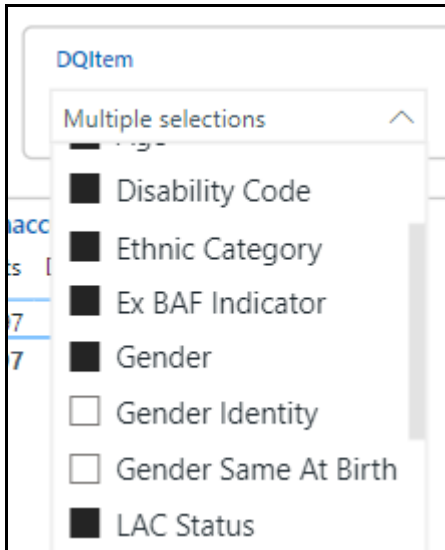 DQItem
Multiple selections
Disability Code
Ethnic Category
Ex BAF Indicator
Gender
Gender Identity
Gender Same At Birth
LAC Status